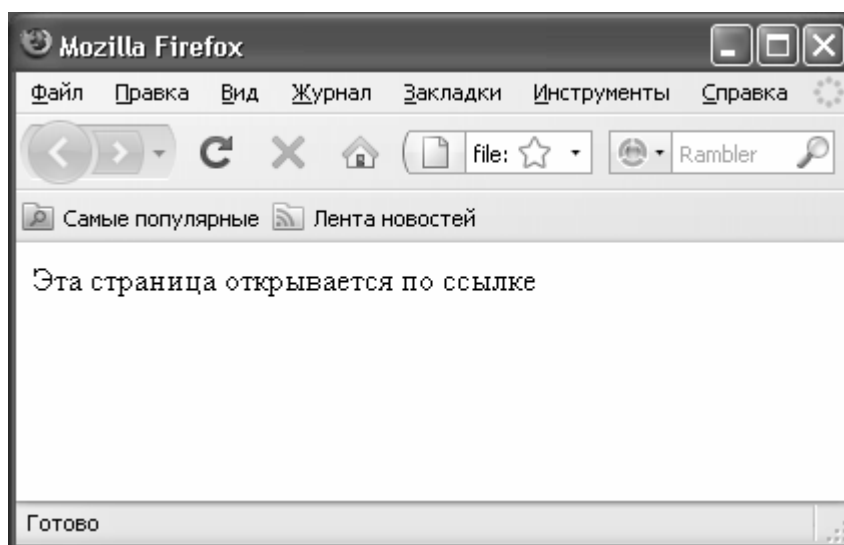 Mozilla Firefox
Файл Правка Вид Журнал Закладки Инструменты Справка
file: Rambler
Самые популярные Лента новостей
Эта страница открывается по ссылке
Готово